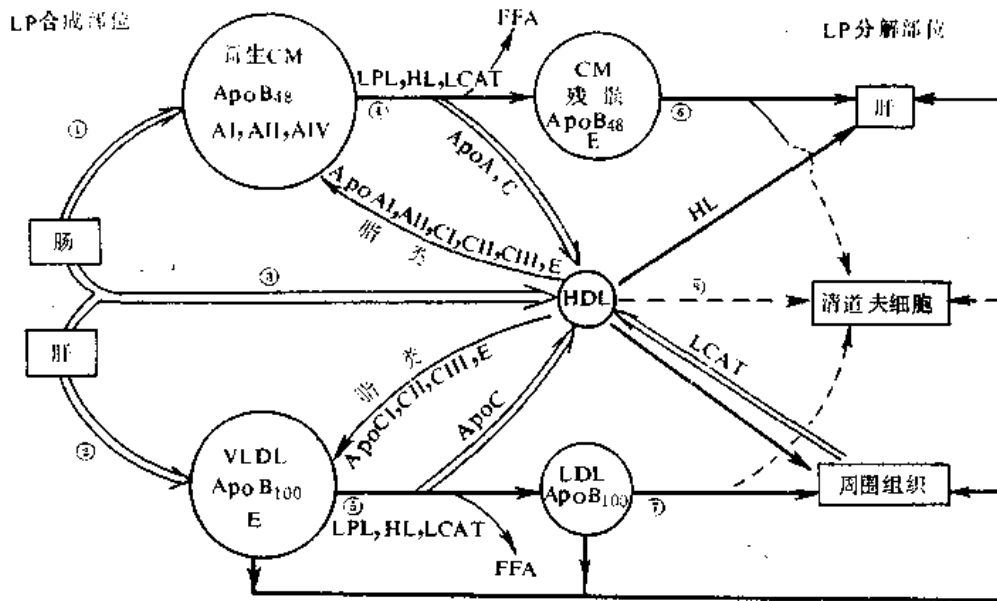 LP合成部位
FFA
LP分解部位
新生CM
ApoB48
AI, AII, AIV
LPL, HL, LCAT
④
CM
残骸
ApoB48
E
⑥
肝
①
ApoA, C
ApoAI, AII, CI, CII, CIII, E
脂类
HL
肠
③
HDL
清道夫细胞
肝
LCAT
脂类
ApoCI, CII, CIII, E
ApoC
②
VLDL
ApoB100
E
⑤
LPL, HL, LCAT
LDL
ApoB100
⑦
周围组织
FFA